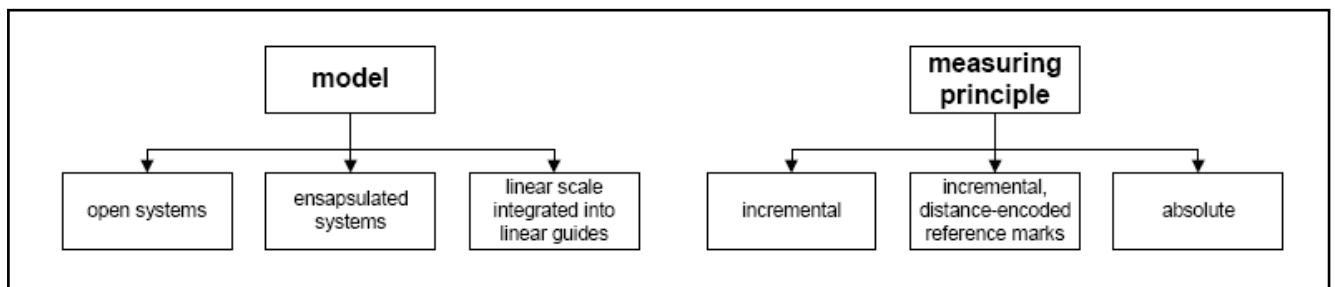 model
open systems
ensapsulated
systems
linear scale
integrated into
linear guides
measuring
principle
incremental
incremental,
distance-encoded
reference marks
absolute